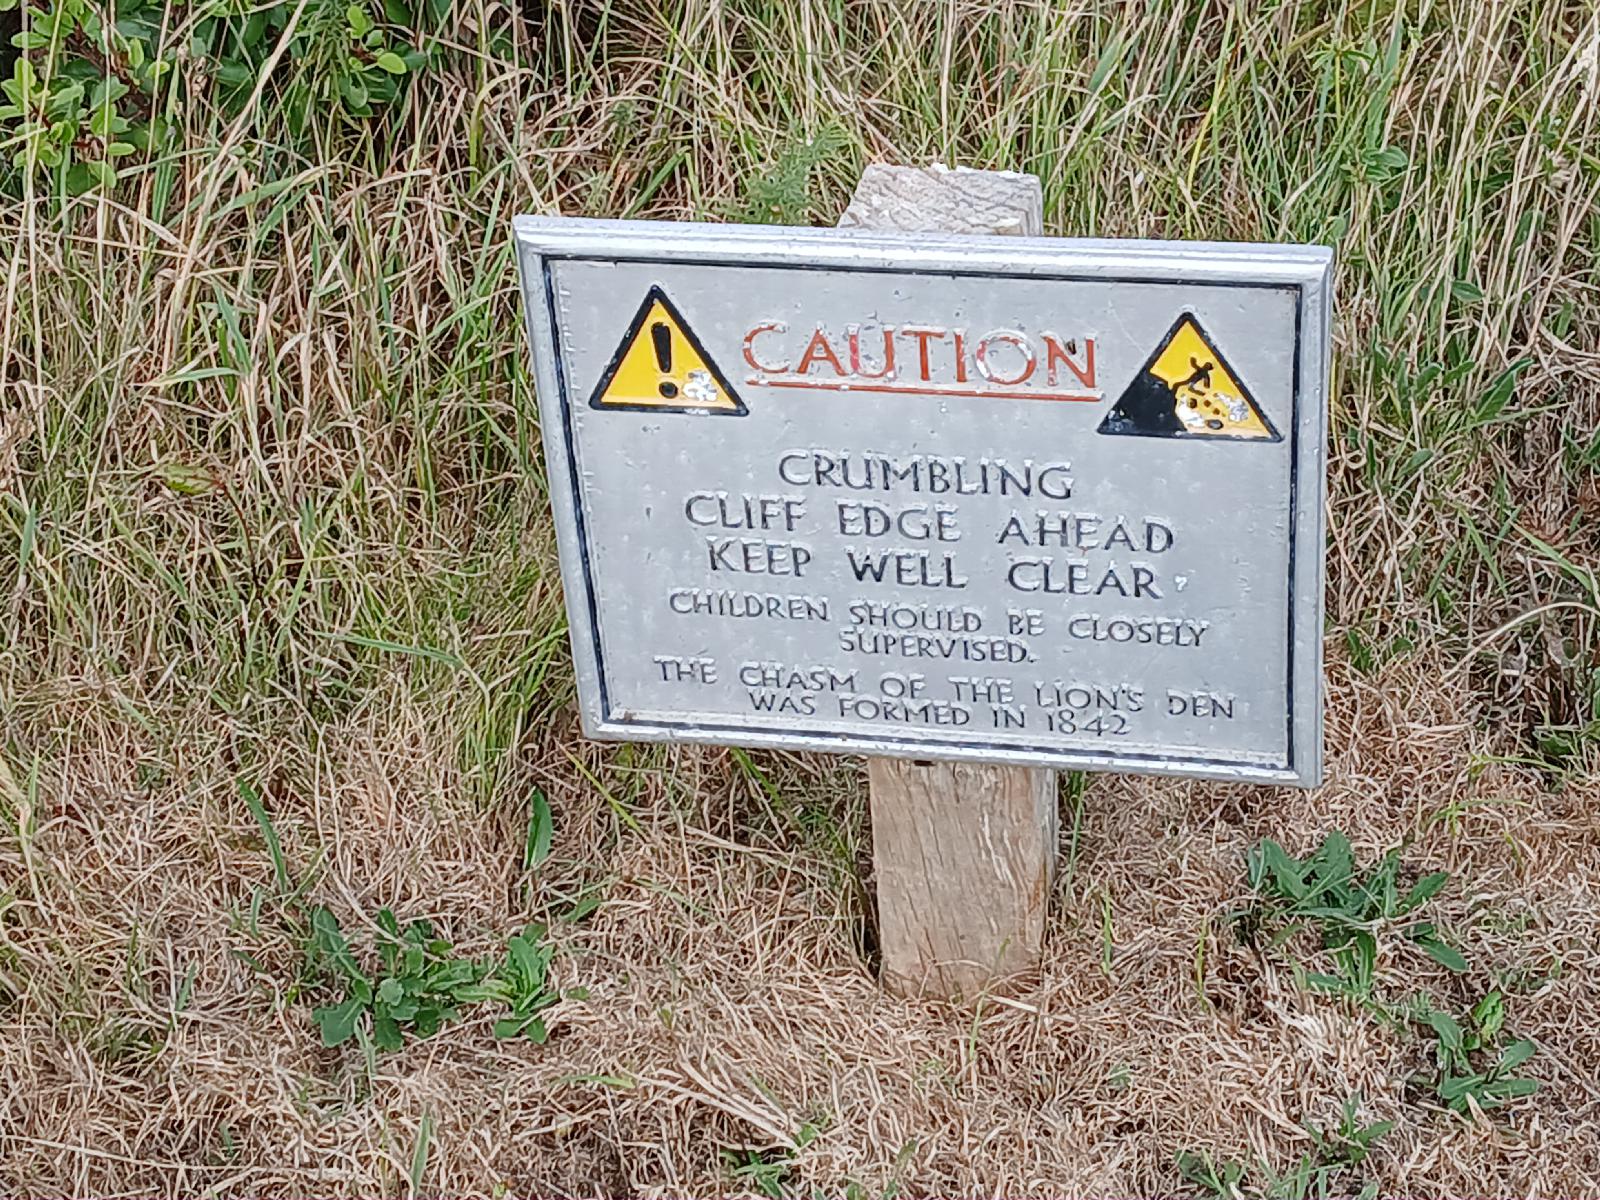 CAUTION
CRUMBLING
CLIFF EDGE AHEAD
KEEP WELL CLEAR
CHILDREN SHOULD BE CLOSELY
SUPERVISED.
THE CHASM OF THE LION'S DEN
WAS FORMED IN 1842